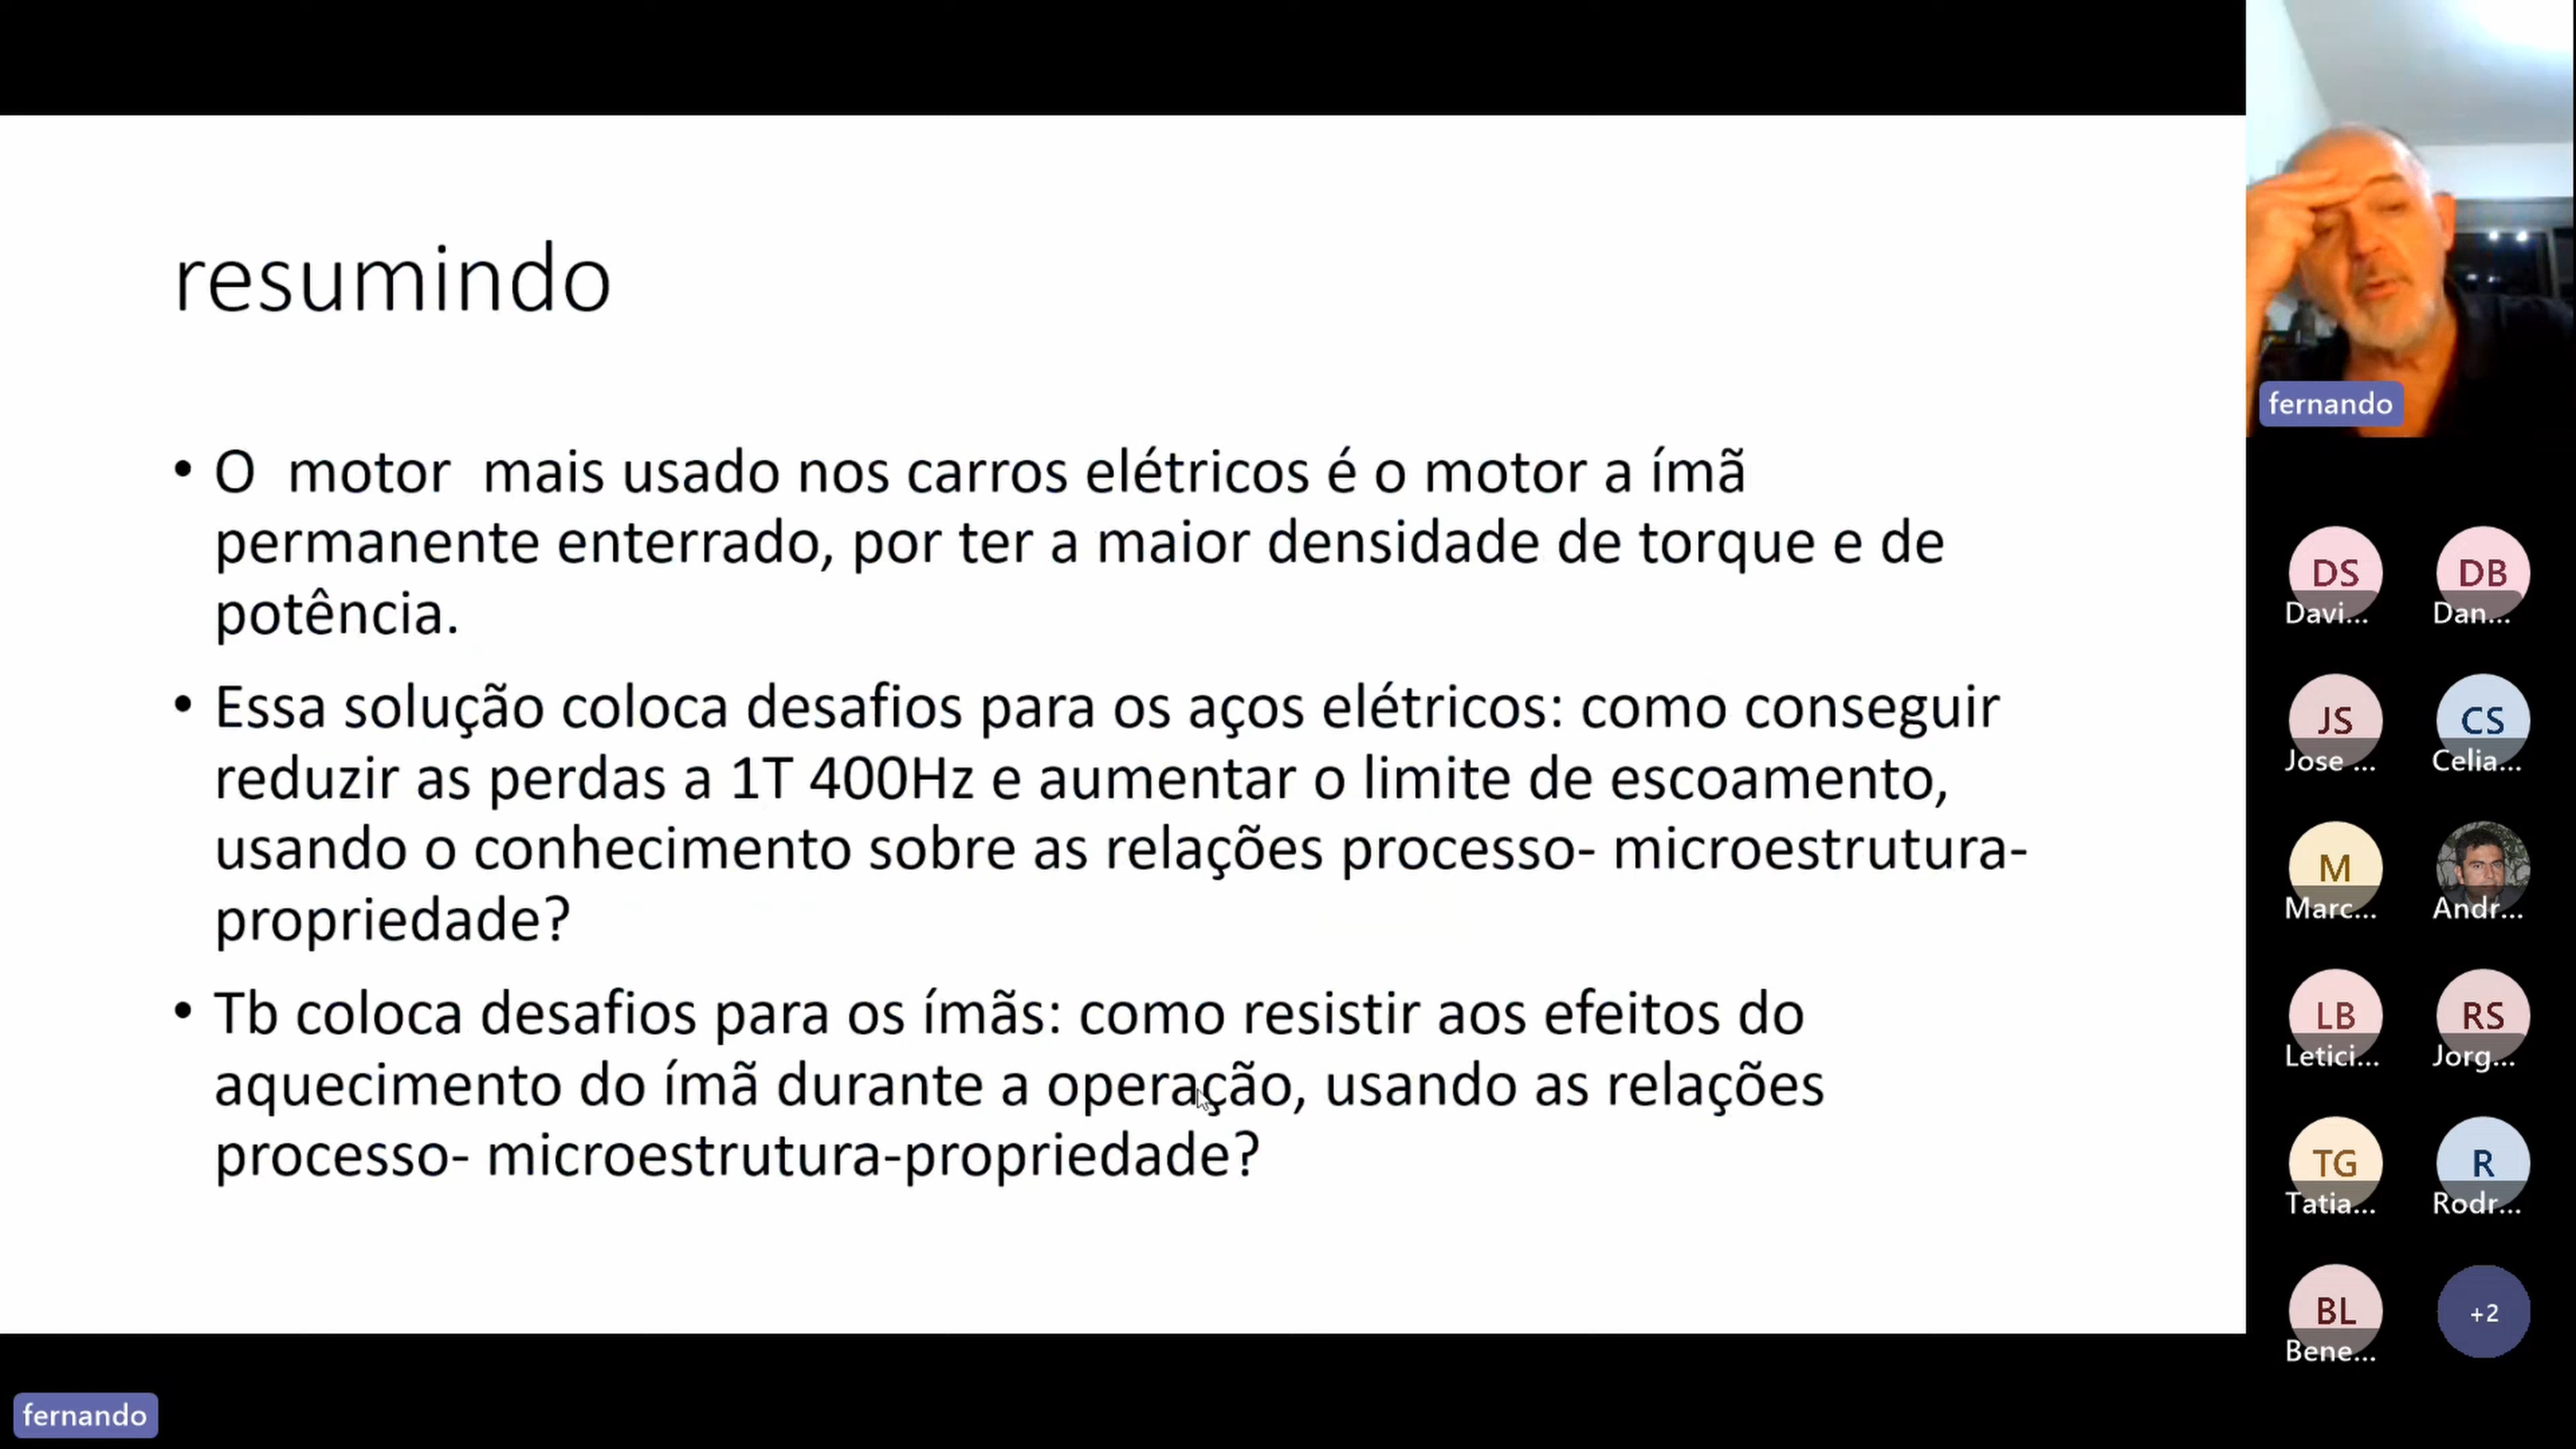 resumindo
• O motor mais usado nos carros elétricos é o motor a ímã
permanente enterrado, por ter a maior densidade de torque e de
potência.
• Essa solução coloca desafios para os aços elétricos: como conseguir
reduzir as perdas a 1T 400Hz e aumentar o limite de escoamento,
usando o conhecimento sobre as relações processo- microestrutura-
propriedade?
• Tb coloca desafios para os ímãs: como resistir aos efeitos do
aquecimento do ímã durante a operação, usando as relações
processo- microestrutura-propriedade?
fernando
fernando
DS
Davi...
DB
Dan...
JS
Jose ...
CS
Celia...
M
Marc...
Andr...
LB
Letici...
RS
Jorg...
TG
Tatia...
R
Rodr...
BL
Bene...
+2